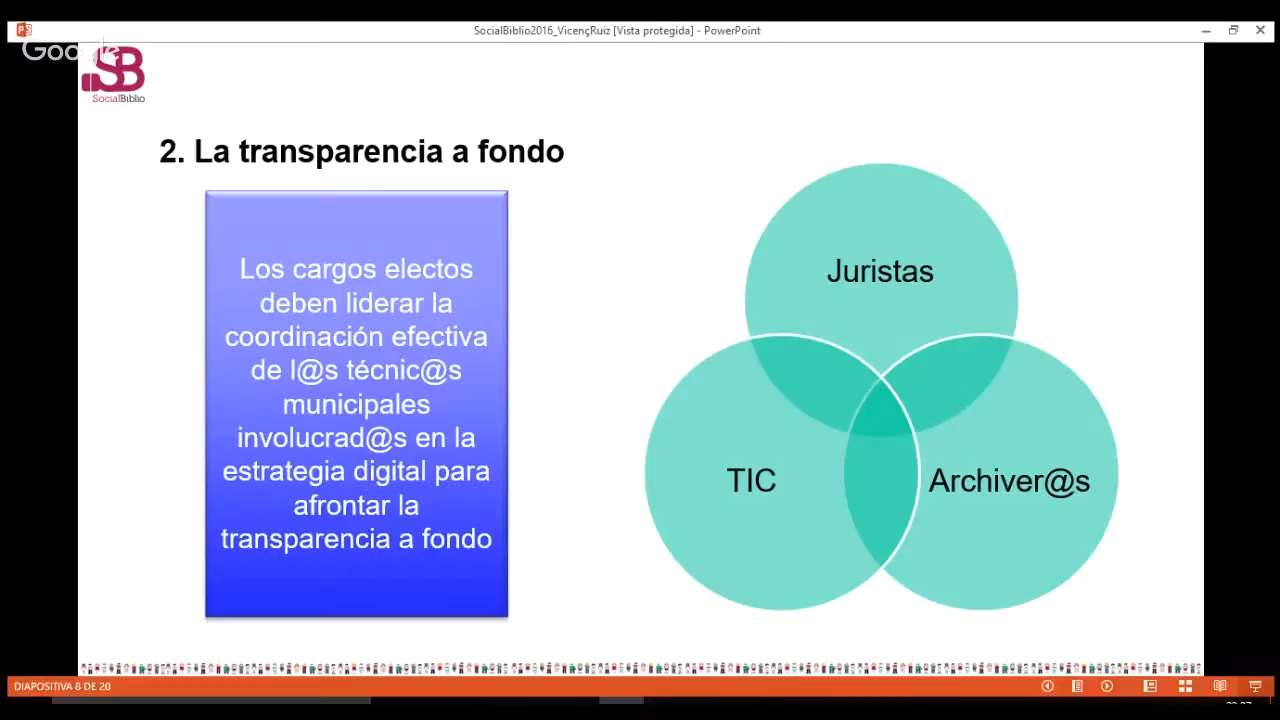 SocialBiblio2016_VicençRuiz [Vista protegida] - PowerPoint
Google
SB
SocialBiblio
2. La transparencia a fondo
Los cargos electos
deben liderar la
coordinación efectiva
de l@s técnic@s
municipales
involucrad@s en la
estrategia digital para
afrontar la
transparencia a fondo
Juristas
TIC
Archiver@s
DIAPOSITIVA 8 DE 20